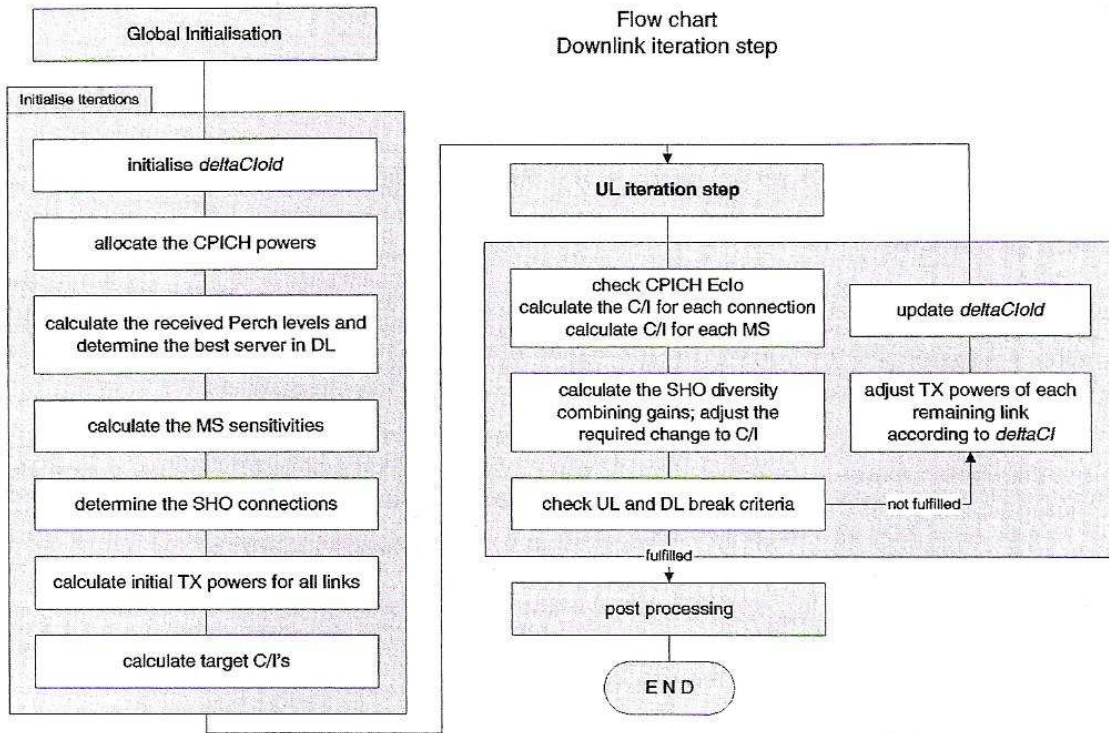 Flow chart
Downlink iteration step
Global Initialisation
Initialise Iterations
initialise deltaCIold
allocate the CPICH powers
calculate the received Perch levels and
determine the best server in DL
calculate the MS sensitivities
determine the SHO connections
calculate initial TX powers for all links
calculate target C/I's
UL iteration step
check CPICH EcIo
calculate the C/I for each connection
calculate C/I for each MS
calculate the SHO diversity
combining gains; adjust the
required change to C/I
check UL and DL break criteria
not fulfilled
adjust TX powers of each
remaining link
according to deltaCI
update deltaCIold
fulfilled
post processing
END